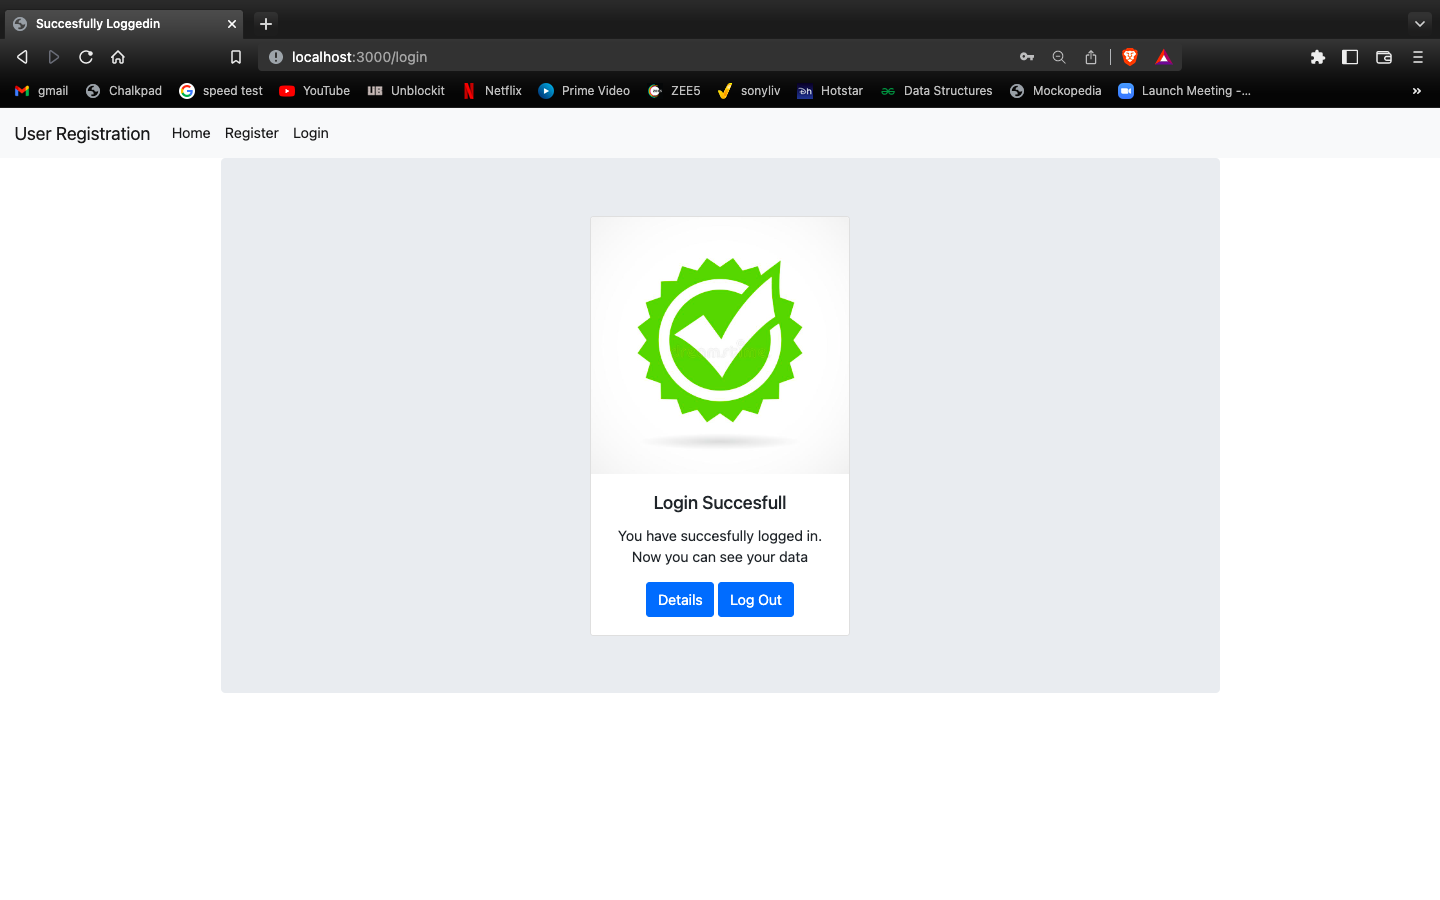 Succesfully Loggedin
localhost:3000/login
gmail Chalkpad speed test YouTube Unblockit Netflix Prime Video ZEE5 sonyliv Hotstar Data Structures Mockopedia Launch Meeting -...
User Registration Home Register Login
Login Succesfull
You have succesfully logged in.
Now you can see your data
Details Log Out